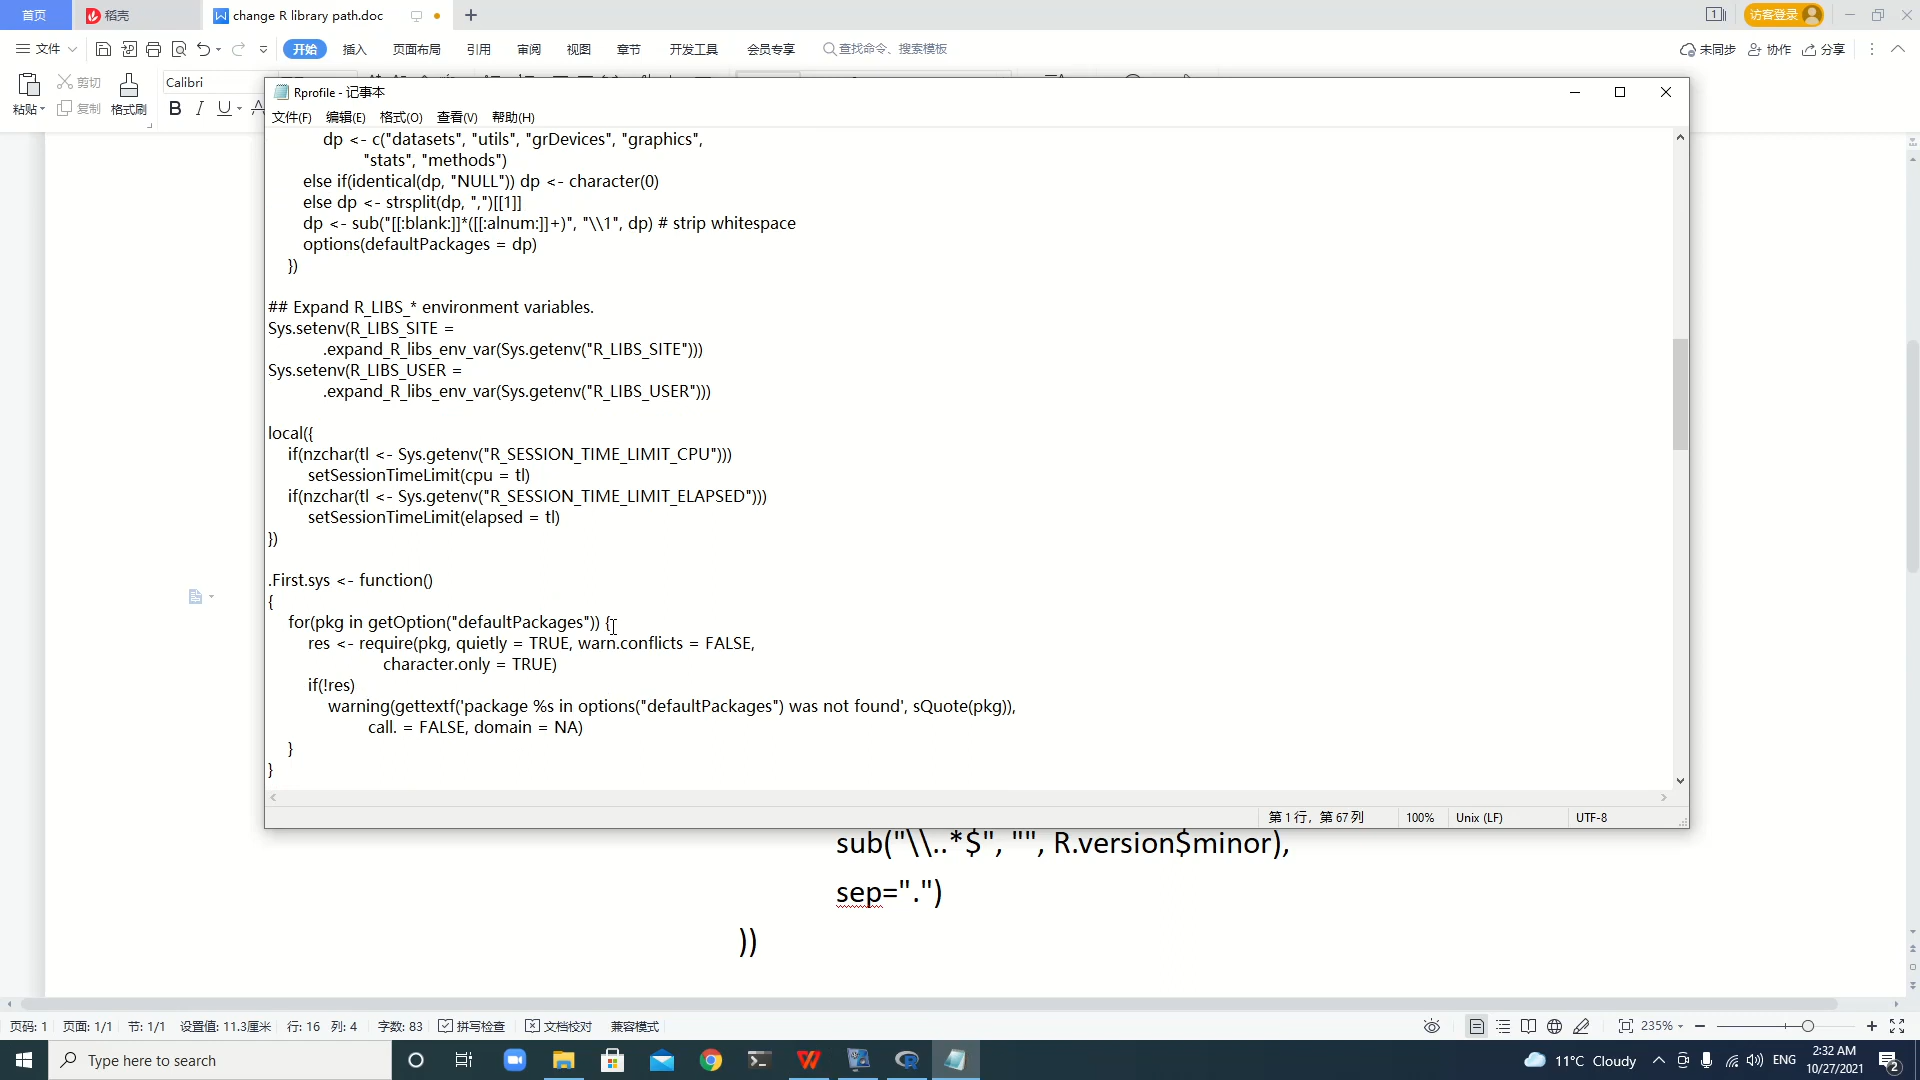 首页
稻壳
change R library path.doc
1
访客登录
文件
开始
插入
页面布局
引用
审阅
视图
章节
开发工具
会员专享
查找命令、搜索模板
未同步
协作
分享
粘贴
剪切
复制
格式刷
Calibri
B I U A
Rprofile - 记事本
文件(F) 编辑(E) 格式(O) 查看(V) 帮助(H)
dp <- c("datasets", "utils", "grDevices", "graphics",
"stats", "methods")
else if(identical(dp, "NULL")) dp <- character(0)
else dp <- strsplit(dp, ",")[[1]]
dp <- sub("[[:blank:]]*([[:alnum:]]+)", "\\1", dp) # strip whitespace
options(defaultPackages = dp)
})
## Expand R_LIBS_* environment variables.
Sys.setenv(R_LIBS_SITE =
.expand_R_libs_env_var(Sys.getenv("R_LIBS_SITE")))
Sys.setenv(R_LIBS_USER =
.expand_R_libs_env_var(Sys.getenv("R_LIBS_USER")))
local({
if(nzchar(tl <- Sys.getenv("R_SESSION_TIME_LIMIT_CPU")))
setSessionTimeLimit(cpu = tl)
if(nzchar(tl <- Sys.getenv("R_SESSION_TIME_LIMIT_ELAPSED")))
setSessionTimeLimit(elapsed = tl)
})
.First.sys <- function()
{
for(pkg in getOption("defaultPackages")) {
res <- require(pkg, quietly = TRUE, warn.conflicts = FALSE,
character.only = TRUE)
if(!res)
warning(gettextf('package %s in options("defaultPackages") was not found', sQuote(pkg)),
call. = FALSE, domain = NA)
}
}
第 1 行，第 67 列 100% Unix (LF) UTF-8
sub("\\..*$", "", R.version$minor),
sep=".")
))
页码: 1 页面: 1/1 节: 1/1 设置值: 11.3厘米 行: 16 列: 4 字数: 83 拼写检查 文档校对 兼容模式 235%
Type here to search
11°C Cloudy
ENG
2:32 AM
10/27/2021
2